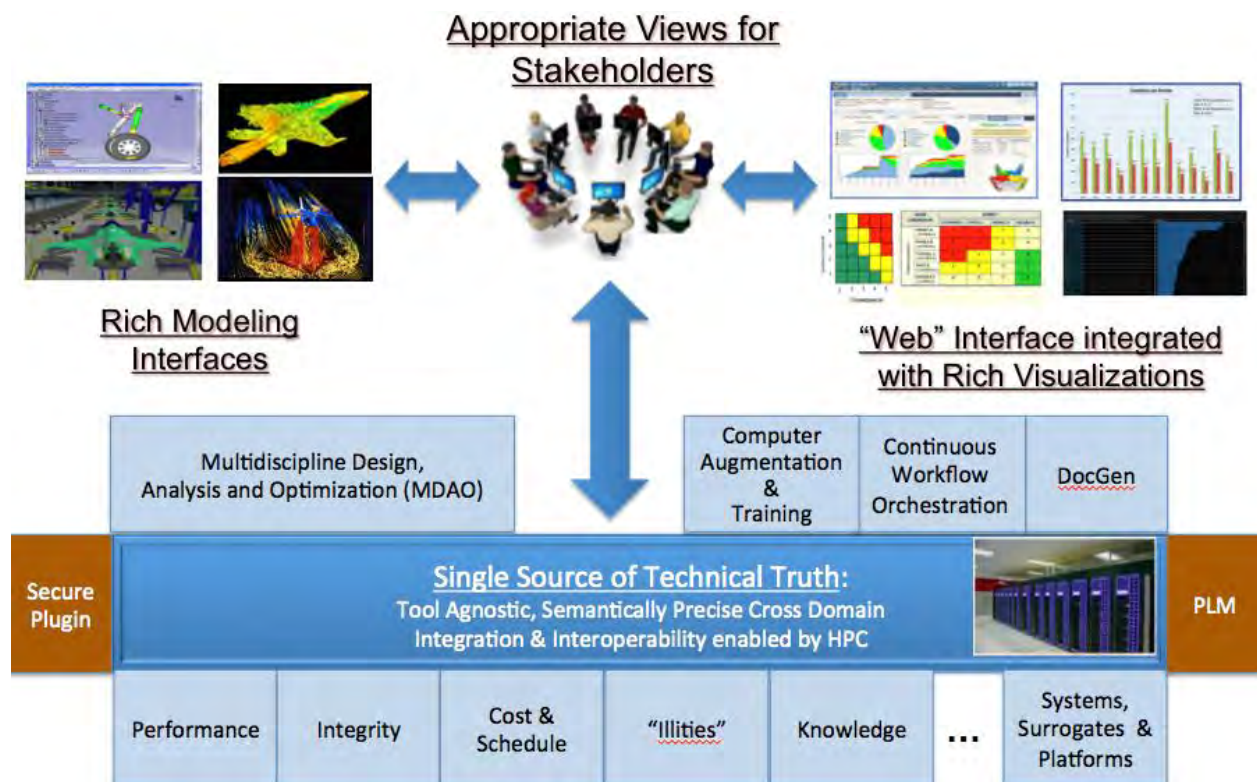 Appropriate Views for
Stakeholders
Rich Modeling
Interfaces
“Web” Interface integrated
with Rich Visualizations
Multidiscipline Design,
Analysis and Optimization (MDAO)
Computer
Augmentation
&
Training
Continuous
Workflow
Orchestration
DocGen
Secure
Plugin
Single Source of Technical Truth:
Tool Agnostic, Semantically Precise Cross Domain
Integration & Interoperability enabled by HPC
PLM
Performance
Integrity
Cost &
Schedule
“Illities”
Knowledge
...
Systems,
Surrogates &
Platforms